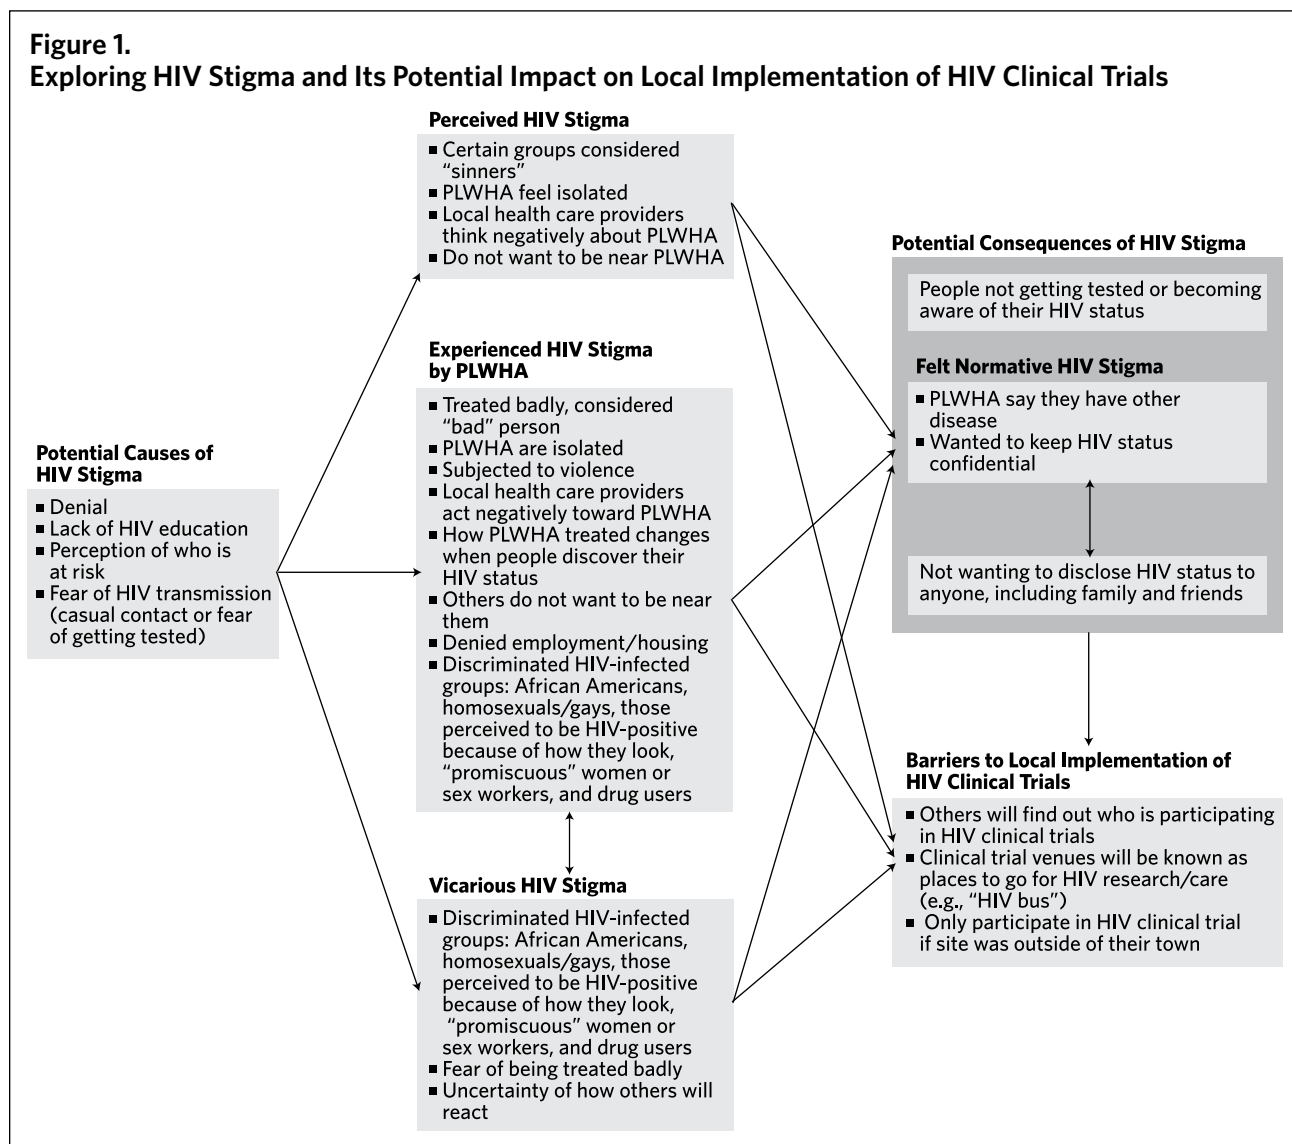 Figure 1.
Exploring HIV Stigma and Its Potential Impact on Local Implementation of HIV Clinical Trials
Perceived HIV Stigma
▪ Certain groups considered
“sinners”
▪ PLWHA feel isolated
▪ Local health care providers
think negatively about PLWHA
▪ Do not want to be near PLWHA
Experienced HIV Stigma
by PLWHA
▪ Treated badly, considered
“bad” person
▪ PLWHA are isolated
▪ Subjected to violence
▪ Local health care providers
act negatively toward PLWHA
▪ How PLWHA treated changes
when people discover their
HIV status
▪ Others do not want to be near
them
▪ Denied employment/housing
▪ Discriminated HIV-infected
groups: African Americans,
homosexuals/gays, those
perceived to be HIV-positive
because of how they look,
“promiscuous” women or
sex workers, and drug users
Potential Causes of
HIV Stigma
▪ Denial
▪ Lack of HIV education
▪ Perception of who is
at risk
▪ Fear of HIV transmission
(casual contact or fear
of getting tested)
Vicarious HIV Stigma
▪ Discriminated HIV-infected
groups: African Americans,
homosexuals/gays, those
perceived to be HIV-positive
because of how they look,
“promiscuous” women or
sex workers, and drug users
▪ Fear of being treated badly
▪ Uncertainty of how others will
react
Potential Consequences of HIV Stigma
People not getting tested or becoming
aware of their HIV status
Felt Normative HIV Stigma
▪ PLWHA say they have other
disease
▪ Wanted to keep HIV status
confidential
Not wanting to disclose HIV status to
anyone, including family and friends
Barriers to Local Implementation of
HIV Clinical Trials
▪ Others will find out who is participating
in HIV clinical trials
▪ Clinical trial venues will be known as
places to go for HIV research/care
(e.g., “HIV bus”)
▪ Only participate in HIV clinical trial
if site was outside of their town